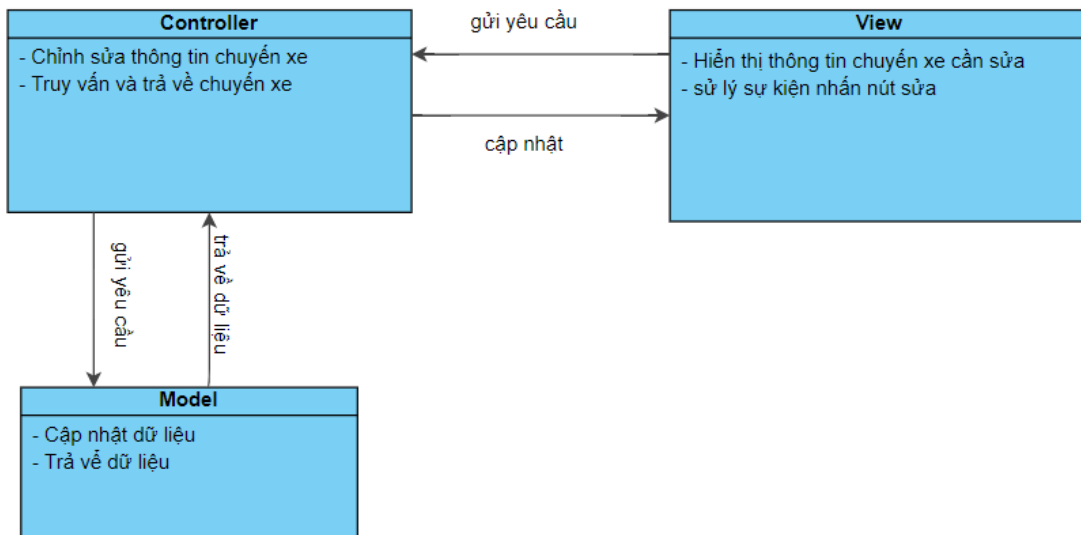 Controller
- Chỉnh sửa thông tin chuyến xe
- Truy vấn và trả về chuyến xe
gửi yêu cầu
cập nhật
View
- Hiển thị thông tin chuyến xe cần sửa
- sử lý sự kiện nhấn nút sửa
gửi yêu cầu
trả về dữ liệu
Model
- Cập nhật dữ liệu
- Trả về dữ liệu